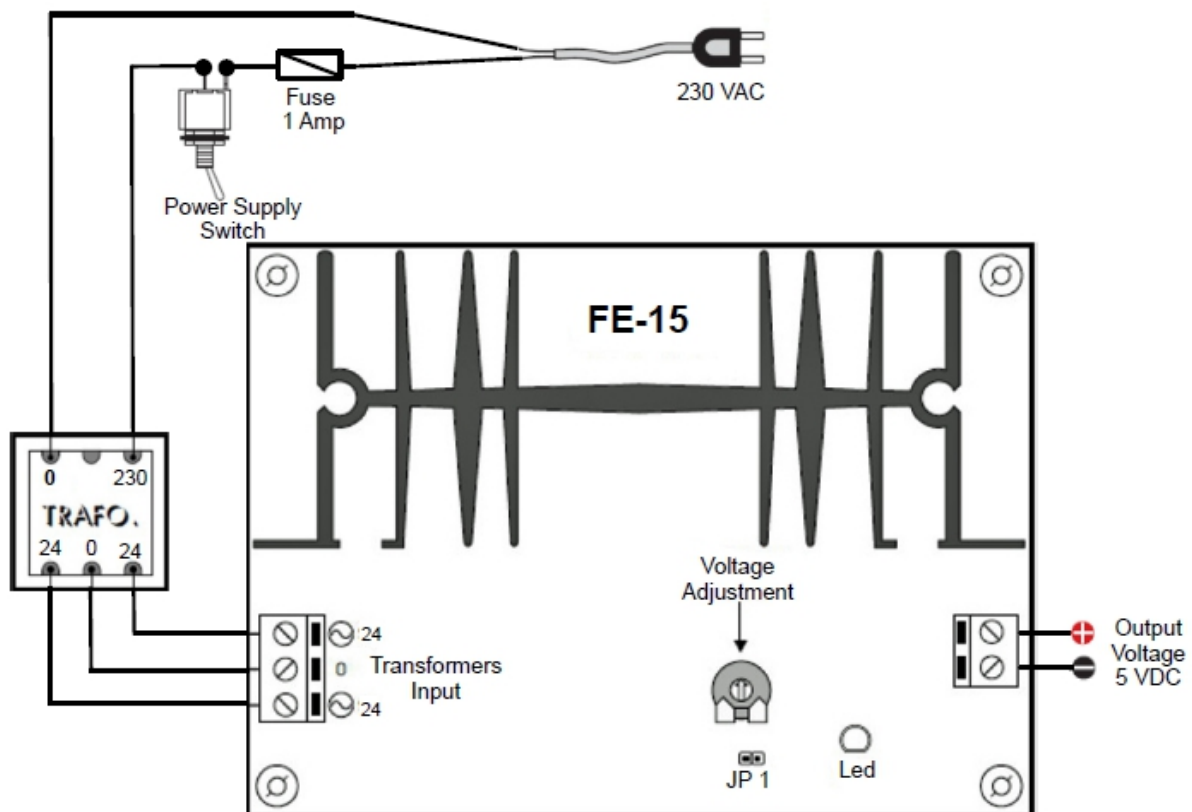 230 VAC
Fuse
1 Amp
Power Supply
Switch
FE-15
0 230
TRAFO.
24 0 24
Voltage
Adjustment
24
0
24
Transformers
Input
Output
Voltage
5 VDC
JP 1
Led